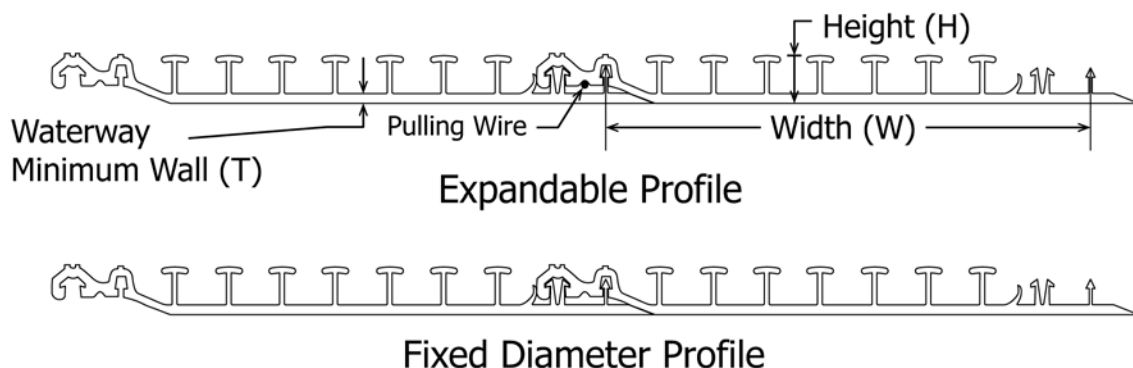 Height (H)
Waterway
Minimum Wall (T)
Pulling Wire
Width (W)
Expandable Profile
Fixed Diameter Profile